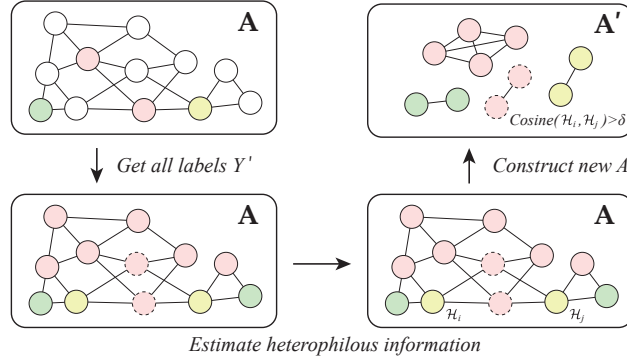 A
A'
Cosine(ℋi, ℋj)>δ
Get all labels Y'
Construct new A
A
A
ℋi
ℋj
Estimate heterophilous information